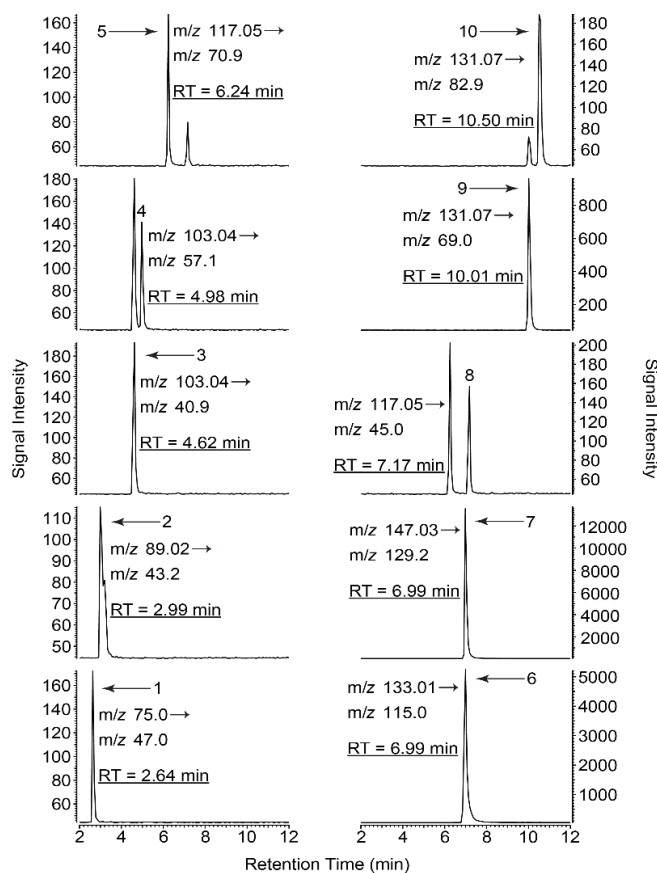 160
140
120
100
80
60
5
m/z 117.05→
m/z 70.9
RT = 6.24 min
10
m/z 131.07→
m/z 82.9
RT = 10.50 min
180
160
140
120
100
80
60
180
160
140
120
100
80
60
4
m/z 103.04→
m/z 57.1
RT = 4.98 min
9
m/z 131.07→
m/z 69.0
RT = 10.01 min
800
600
400
200
Signal Intensity
180
160
140
120
100
80
60
3
m/z 103.04→
m/z 40.9
RT = 4.62 min
8
m/z 117.05→
m/z 45.0
RT = 7.17 min
200
180
160
140
120
100
80
60
Signal Intensity
110
100
90
80
70
60
50
2
m/z 89.02→
m/z 43.2
RT = 2.99 min
7
m/z 147.03→
m/z 129.2
RT = 6.99 min
12000
10000
8000
6000
4000
2000
160
140
120
100
80
60
1
m/z 75.0→
m/z 47.0
RT = 2.64 min
6
m/z 133.01→
m/z 115.0
RT = 6.99 min
5000
4000
3000
2000
1000
2 4 6 8 10 12
2 4 6 8 10 12
Retention Time (min)